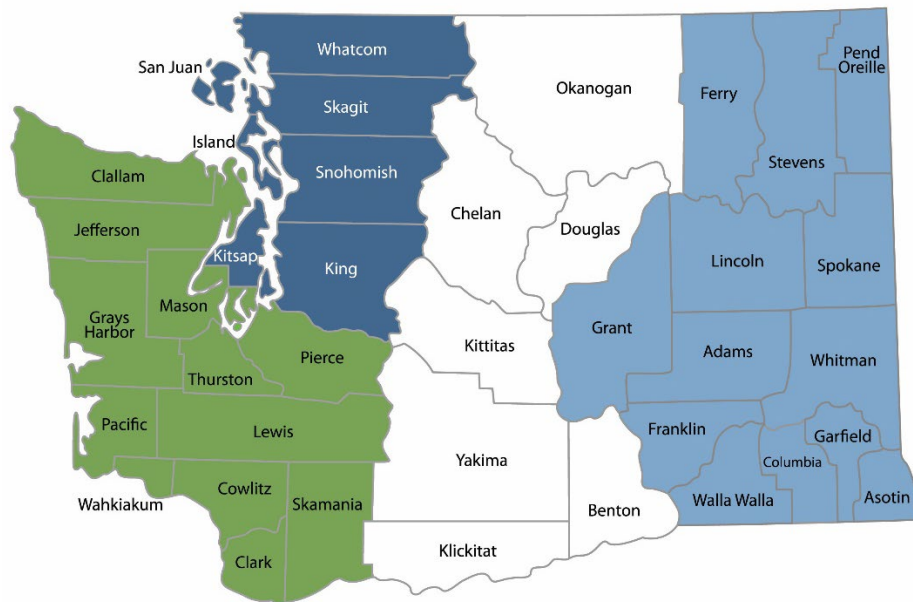 Whatcom
San Juan
Skagit
Island
Snohomish
Kitsap
King
Okanogan
Chelan
Douglas
Kittitas
Yakima
Klickitat
Benton
Ferry
Stevens
Pend
Oreille
Lincoln
Spokane
Grant
Adams
Whitman
Franklin
Walla Walla
Columbia
Garfield
Asotin
Clallam
Jefferson
Grays
Harbor
Mason
Thurston
Pierce
Pacific
Lewis
Wahkiakum
Cowlitz
Skamania
Clark